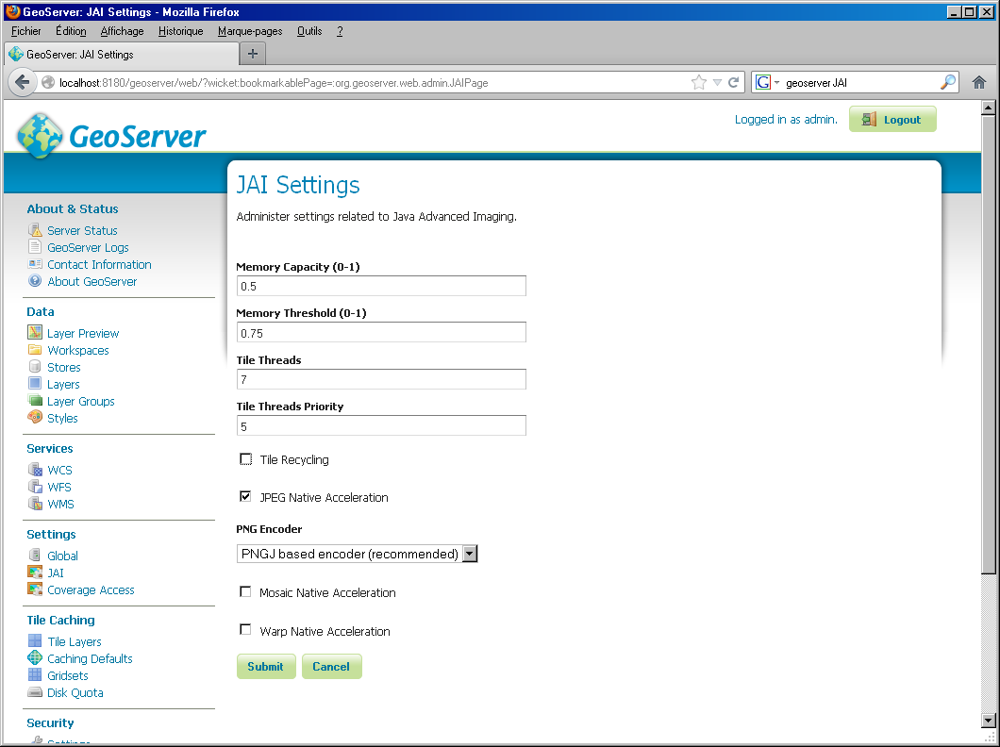 GeoServer: JAI Settings - Mozilla Firefox
Fichier Édition Affichage Historique Marque-pages Outils ?
GeoServer: JAI Settings
localhost:8180/geoserver/web/?wicket:bookmarkablePage=:org.geoserver.web.admin.JAIPage
geoserver JAI
GeoServer
Logged in as admin.
Logout
About & Status
Server Status
GeoServer Logs
Contact Information
About GeoServer
Data
Layer Preview
Workspaces
Stores
Layers
Layer Groups
Styles
Services
WCS
WFS
WMS
Settings
Global
JAI
Coverage Access
Tile Caching
Tile Layers
Caching Defaults
Gridsets
Disk Quota
Security
Settings
JAI Settings
Administer settings related to Java Advanced Imaging.
Memory Capacity (0-1)
0.5
Memory Threshold (0-1)
0.75
Tile Threads
7
Tile Threads Priority
5
Tile Recycling
JPEG Native Acceleration
PNG Encoder
PNGJ based encoder (recommended)
Mosaic Native Acceleration
Warp Native Acceleration
Submit
Cancel